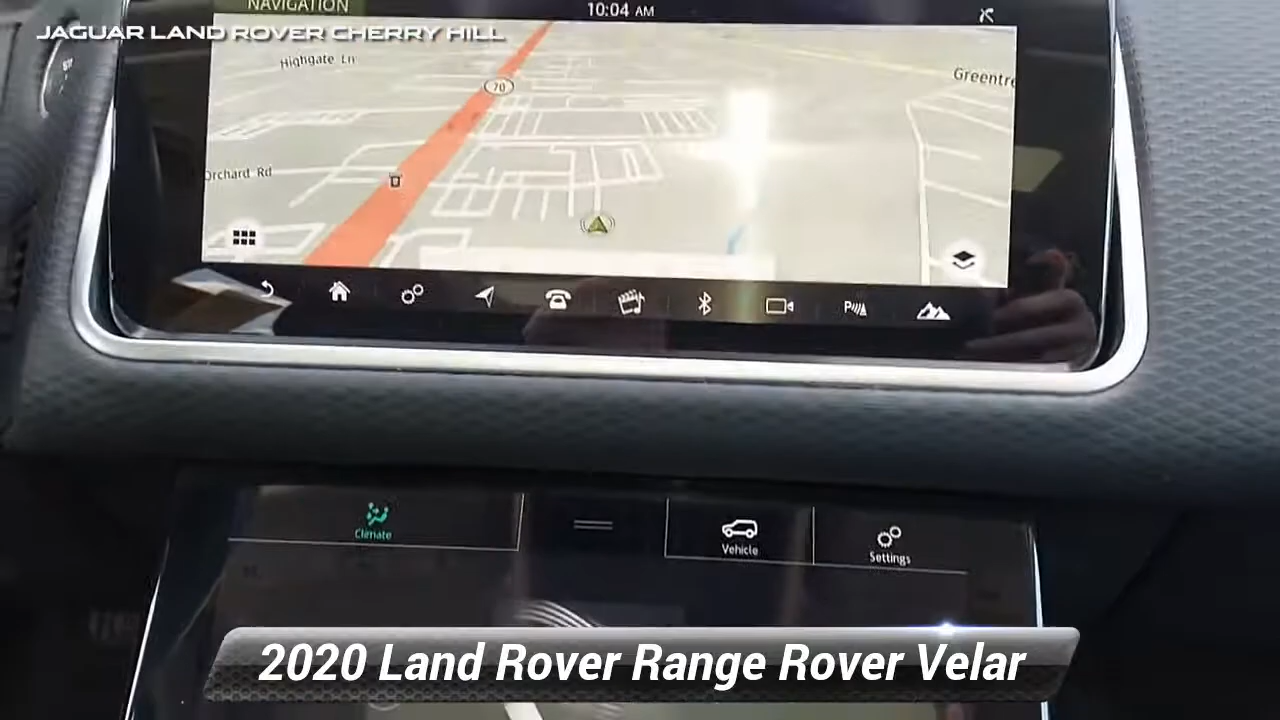 NAVIGATION
10:04 AM
JAGUAR LAND ROVER CHERRY HILL
Highgate Ln
70
Greentre
Orchard Rd
Climate
Vehicle
Settings
2020 Land Rover Range Rover Velar